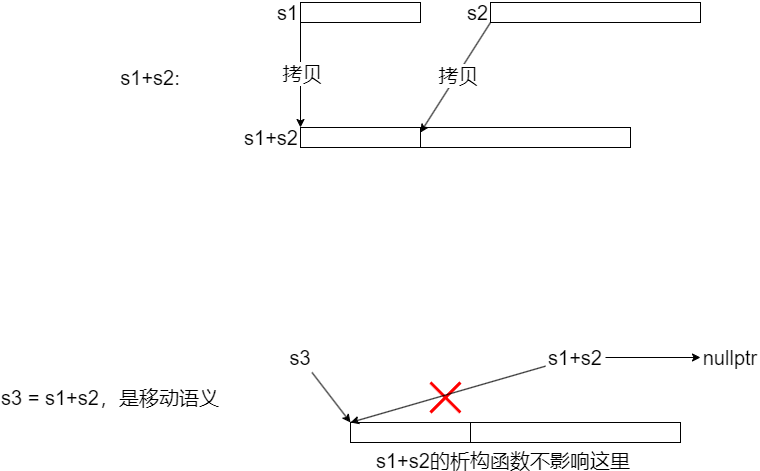 s1
s2
s1+s2:
拷贝
拷贝
s1+s2
s3
s1+s2
nullptr
s3 = s1+s2，是移动语义
s1+s2的析构函数不影响这里